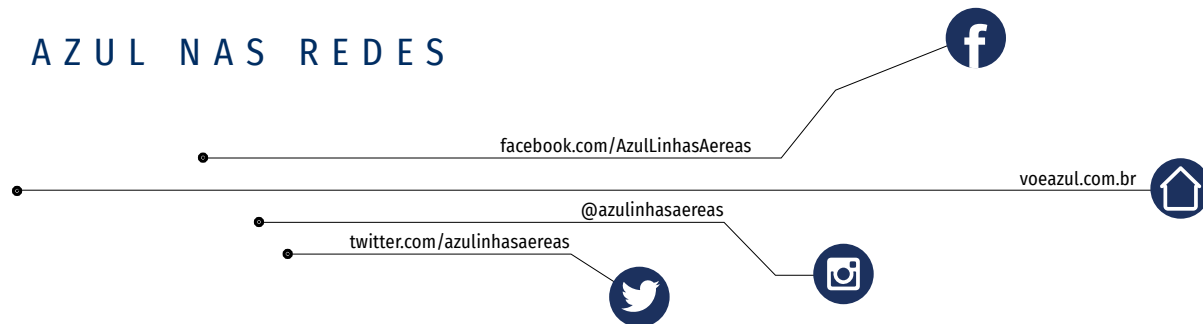 AZUL NAS REDES
facebook.com/AzulLinhasAereas
voeazul.com.br
@azulinhasaereas
twitter.com/azulinhasaereas